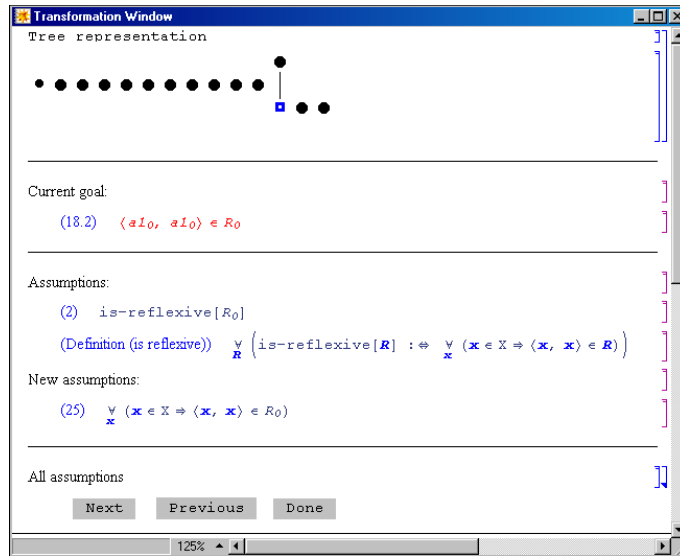 Transformation Window
Tree representation
Current goal:
(18.2) ⟨a1₀, a1₀⟩ ∈ R₀
Assumptions:
(2) is-reflexive[R₀]
(Definition (is reflexive)) ∀R (is-reflexive[R] :⇔ ∀x (x ∈ X ⇒ ⟨x, x⟩ ∈ R))
New assumptions:
(25) ∀x (x ∈ X ⇒ ⟨x, x⟩ ∈ R₀)
All assumptions
Next Previous Done
125%